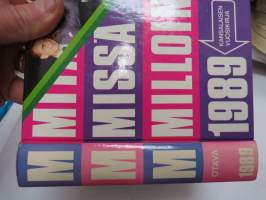 MITÄ
MISSÄ
MILLOIN
KANSALAISEN
VUOSIKIRJA
1989
M
M
M
OTAVA
1989